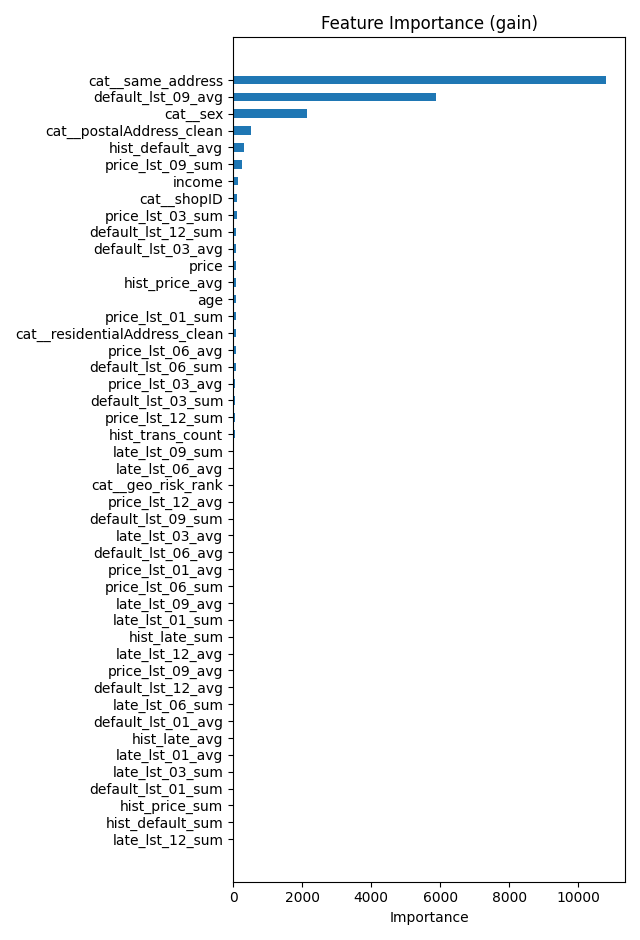 Feature Importance (gain)
cat__same_address
default_lst_09_avg
cat__sex
cat__postalAddress_clean
hist_default_avg
price_lst_09_sum
income
cat__shopID
price_lst_03_sum
default_lst_12_sum
default_lst_03_avg
price
hist_price_avg
age
price_lst_01_sum
cat__residentialAddress_clean
price_lst_06_avg
default_lst_06_sum
price_lst_03_avg
default_lst_03_sum
price_lst_12_sum
hist_trans_count
late_lst_09_sum
late_lst_06_avg
cat__geo_risk_rank
price_lst_12_avg
default_lst_09_sum
late_lst_03_avg
default_lst_06_avg
price_lst_01_avg
price_lst_06_sum
late_lst_09_avg
late_lst_01_sum
hist_late_sum
late_lst_12_avg
price_lst_09_avg
default_lst_12_avg
late_lst_06_sum
default_lst_01_avg
hist_late_avg
late_lst_01_avg
late_lst_03_sum
default_lst_01_sum
hist_price_sum
hist_default_sum
late_lst_12_sum
0 2000 4000 6000 8000 10000
Importance